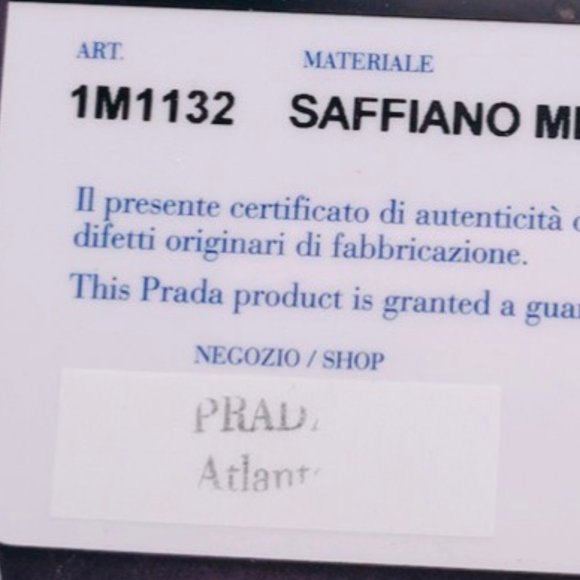 ART. MATERIALE
1M1132 SAFFIANO
Il presente certificato di autenticità
difetti originari di fabbricazione.
This Prada product is granted a
NEGOZIO / SHOP